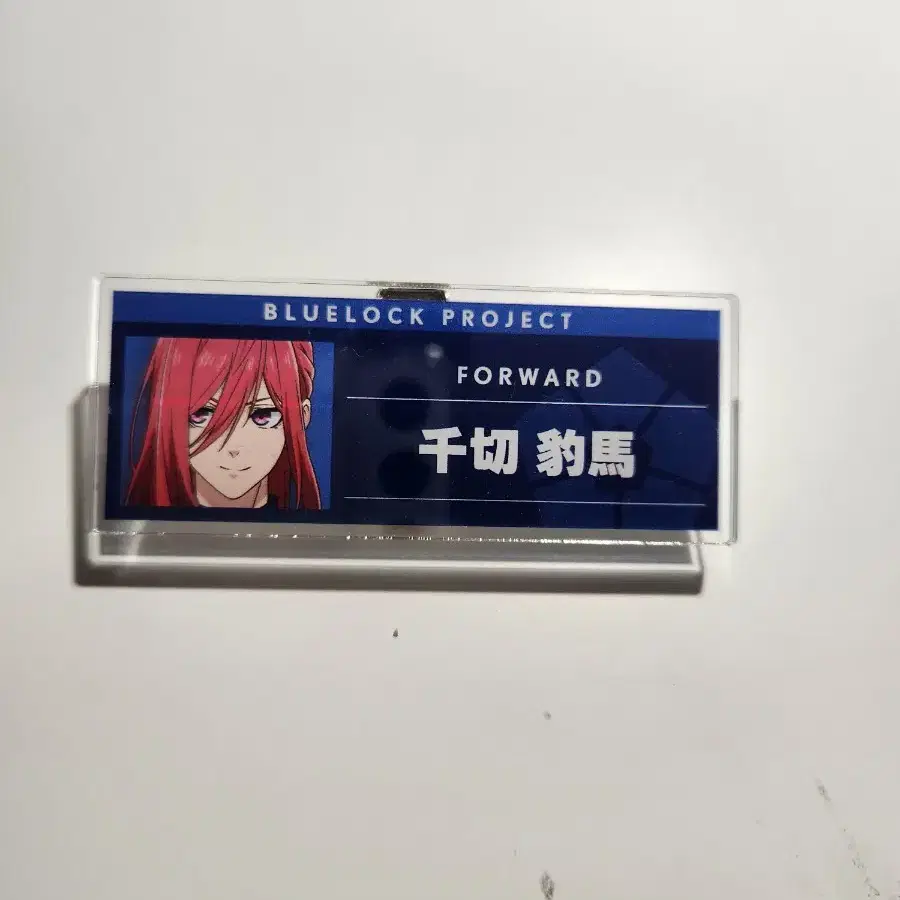 BLUELOCK PROJECT
FORWARD
千切 豹馬